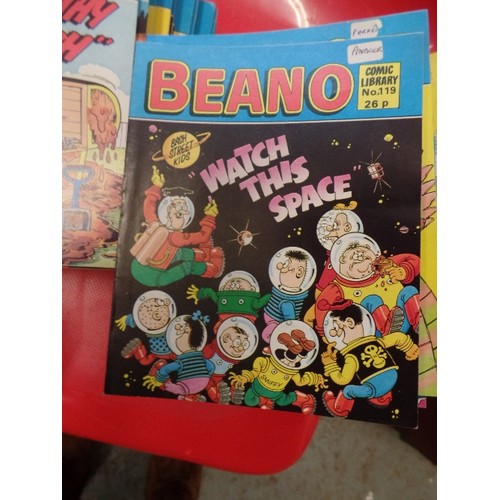 BEANO
COMIC
LIBRARY
No.119
26p
BASH
STREET
KIDS
"WATCH
THIS
SPACE"